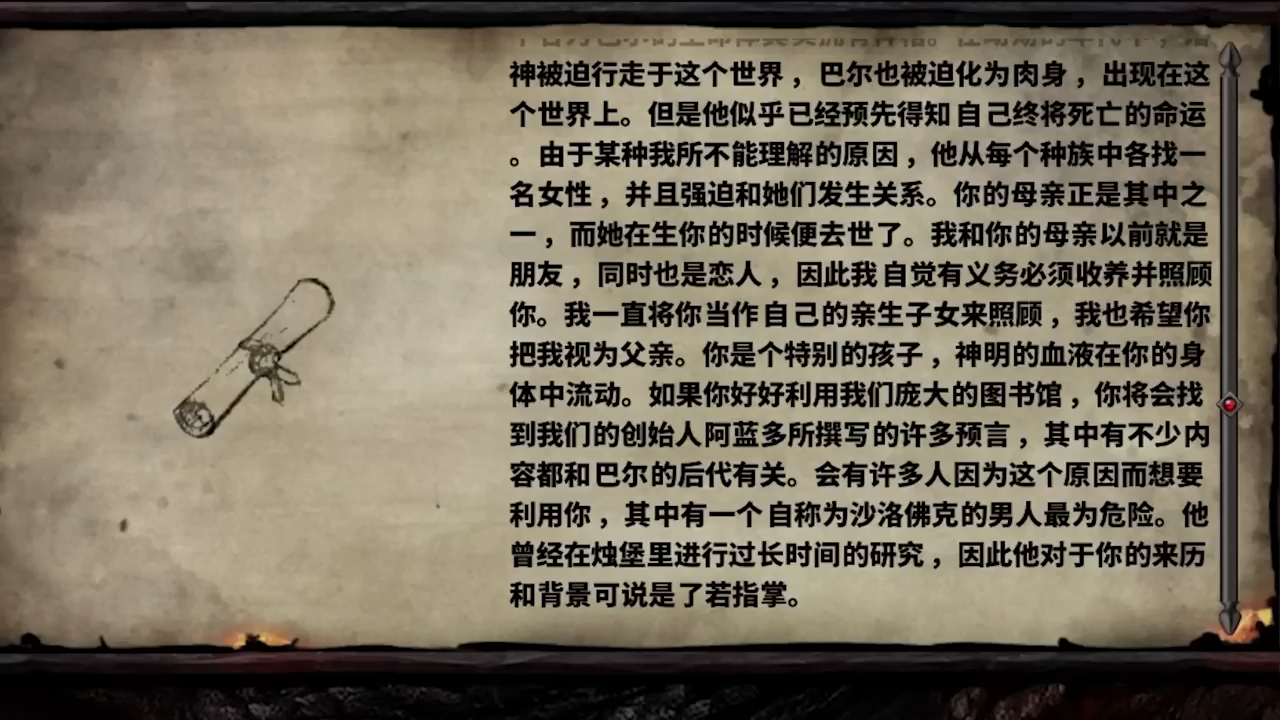 神被迫行走于这个世界，巴尔也被迫化为肉身，出现在这
个世界上。但是他似乎已经预先得知自己终将死亡的命运
。由于某种我所不能理解的原因，他从每个种族中各找一
名女性，并且强迫和她们发生关系。你的母亲正是其中之
一，而她在生你的时候便去世了。我和你的母亲以前就是
朋友，同时也是恋人，因此我自觉有义务必须收养并照顾
你。我一直将你当作自己的亲生子女来照顾，我也希望你
把我视为父亲。你是个特别的孩子，神明的血液在你的身
体中流动。如果你好好利用我们庞大的图书馆，你将会找
到我们的创始人阿蓝多所撰写的许多预言，其中有不少内
容都和巴尔的后代有关。会有许多人因为这个原因而想要
利用你，其中有一个自称为沙洛佛克的男人最为危险。他
曾经在烛堡里进行过长时间的研究，因此他对于你的来历
和背景可说是了若指掌。